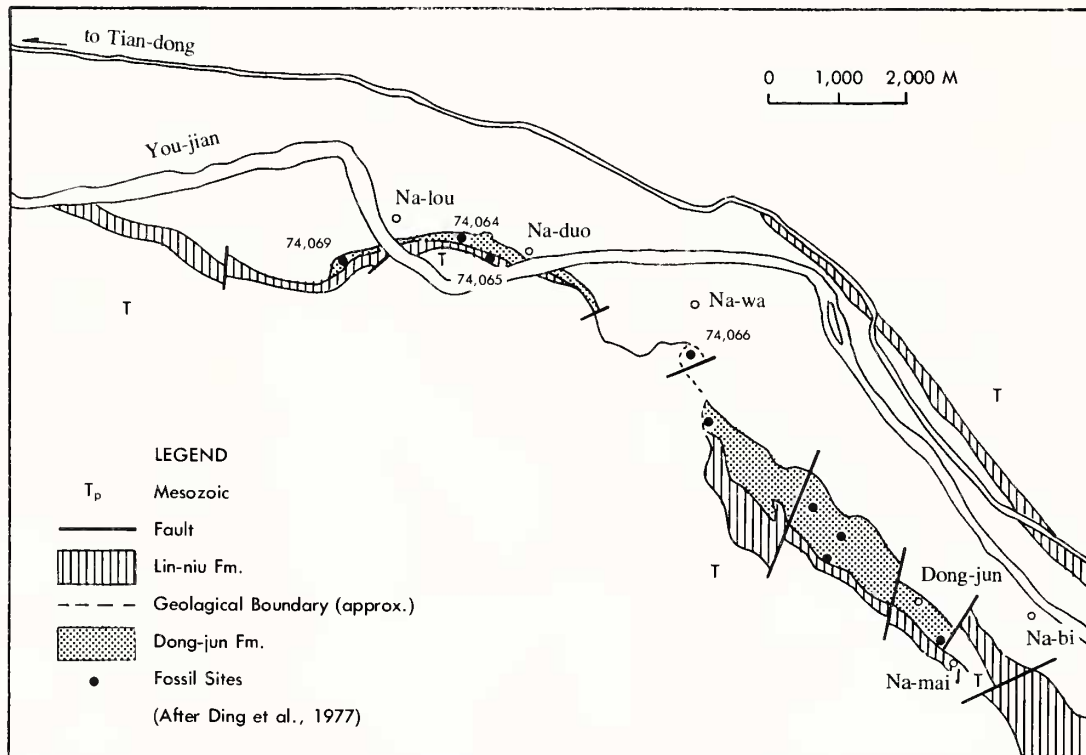 to Tian-dong
0 1,000 2,000 M
You-jian
Na-lou
74,064
Na-duo
74,069
T
74,065
T
Na-wa
74,066
T
T
Dong-jun
Na-bi
Na-mai
T
LEGEND
Tp Mesozoic
Fault
Lin-niu Fm.
Geological Boundary (approx.)
Dong-jun Fm.
Fossil Sites
(After Ding et al., 1977)